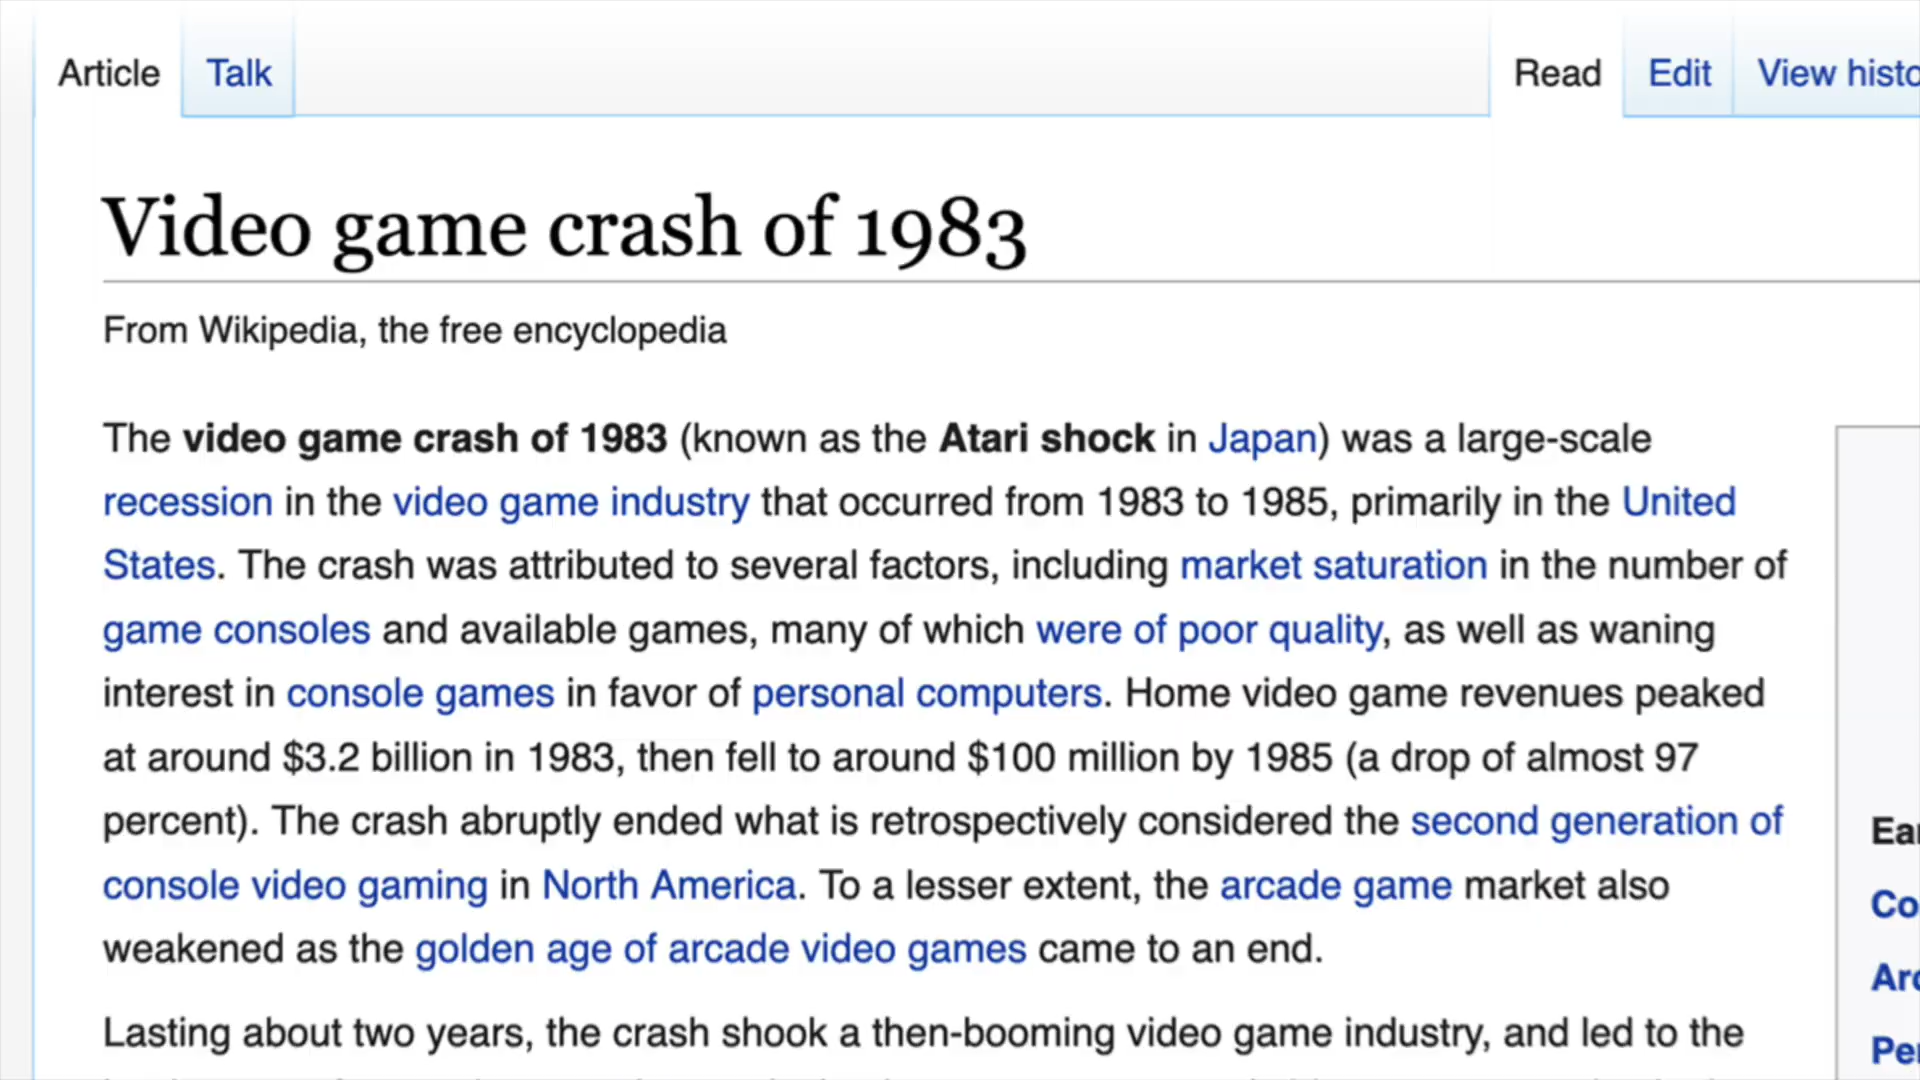 Article Talk Read Edit View histo
Video game crash of 1983
From Wikipedia, the free encyclopedia
The video game crash of 1983 (known as the Atari shock in Japan) was a large-scale
recession in the video game industry that occurred from 1983 to 1985, primarily in the United
States. The crash was attributed to several factors, including market saturation in the number of
game consoles and available games, many of which were of poor quality, as well as waning
interest in console games in favor of personal computers. Home video game revenues peaked
at around $3.2 billion in 1983, then fell to around $100 million by 1985 (a drop of almost 97
percent). The crash abruptly ended what is retrospectively considered the second generation of
console video gaming in North America. To a lesser extent, the arcade game market also
weakened as the golden age of arcade video games came to an end.
Lasting about two years, the crash shook a then-booming video game industry, and led to the
Ear
Co
Arc
Per